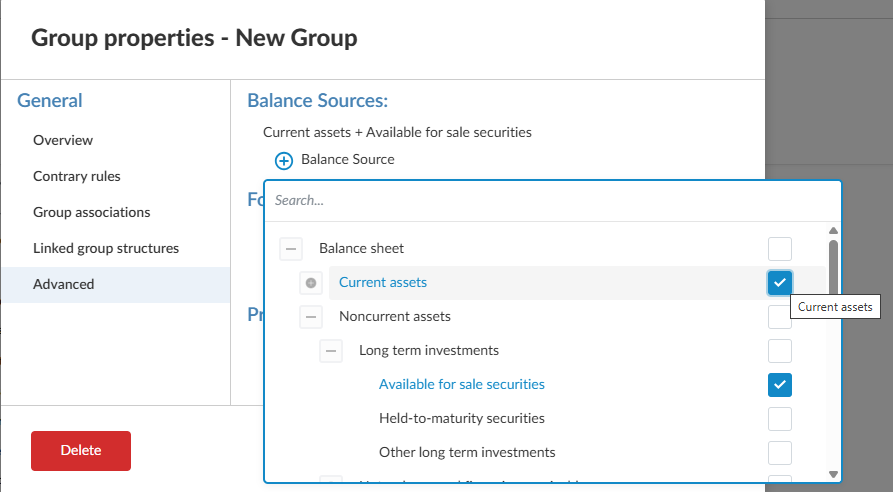 Group properties - New Group
General
Overview
Contrary rules
Group associations
Linked group structures
Advanced
Delete
Balance Sources:
Current assets + Available for sale securities
Balance Source
Fo
Pr
Search...
Balance sheet
Current assets
Current assets
Noncurrent assets
Long term investments
Available for sale securities
Held-to-maturity securities
Other long term investments